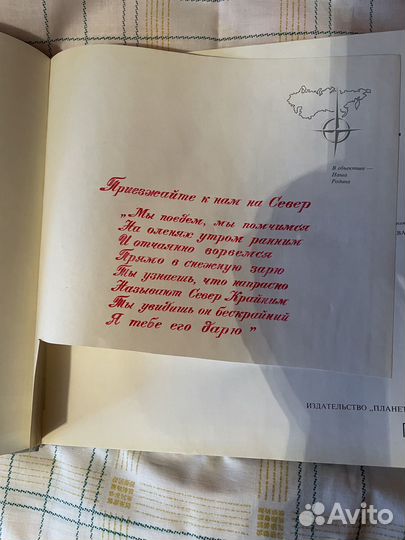 В объективе —
Наша
Родина
Приезжайте к нам на Север
„Мы поедем, мы помчимся
На оленях утром ранним
И отчаянно ворвемся
Прямо в снежную зарю
Ты узнаешь, что напрасно
Называют Север Крайним
Ты увидишь он бескрайний
Я тебе его дарю"
ИЗДАТЕЛЬСТВО „ПЛАНЕТ
Avito